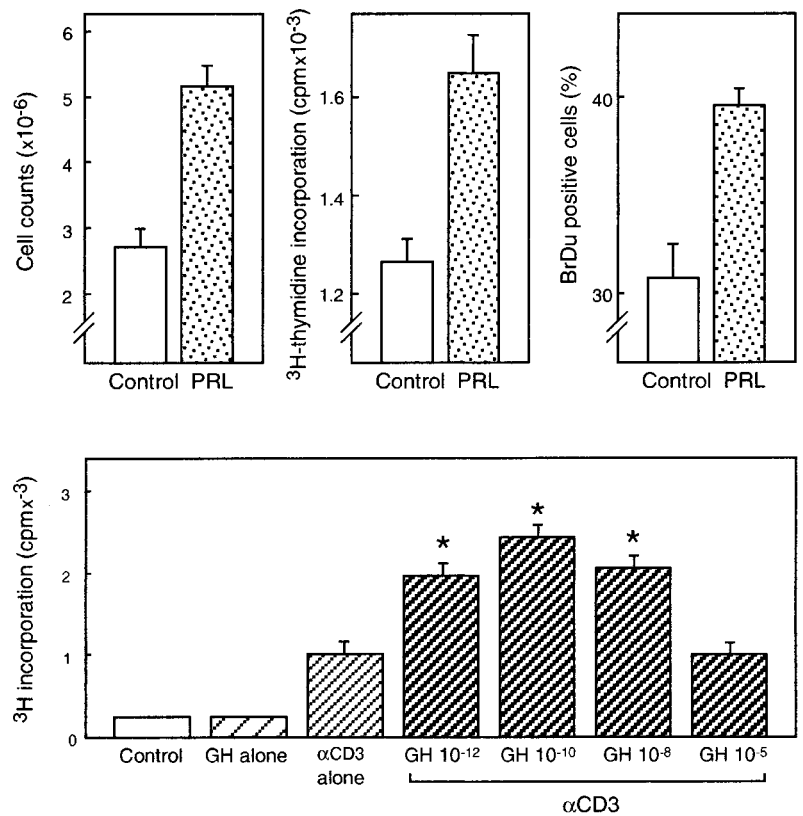 Cell counts (x10-6)
6
5
4
3
2
Control PRL
³H-thymidine incorporation (cpmx10-3)
1.6
1.4
1.2
Control PRL
BrDu positive cells (%)
40
30
Control PRL
³H incorporation (cpmx-3)
3
2
1
0
* * *
Control GH alone αCD3 alone GH 10-12 GH 10-10 GH 10-8 GH 10-5
αCD3